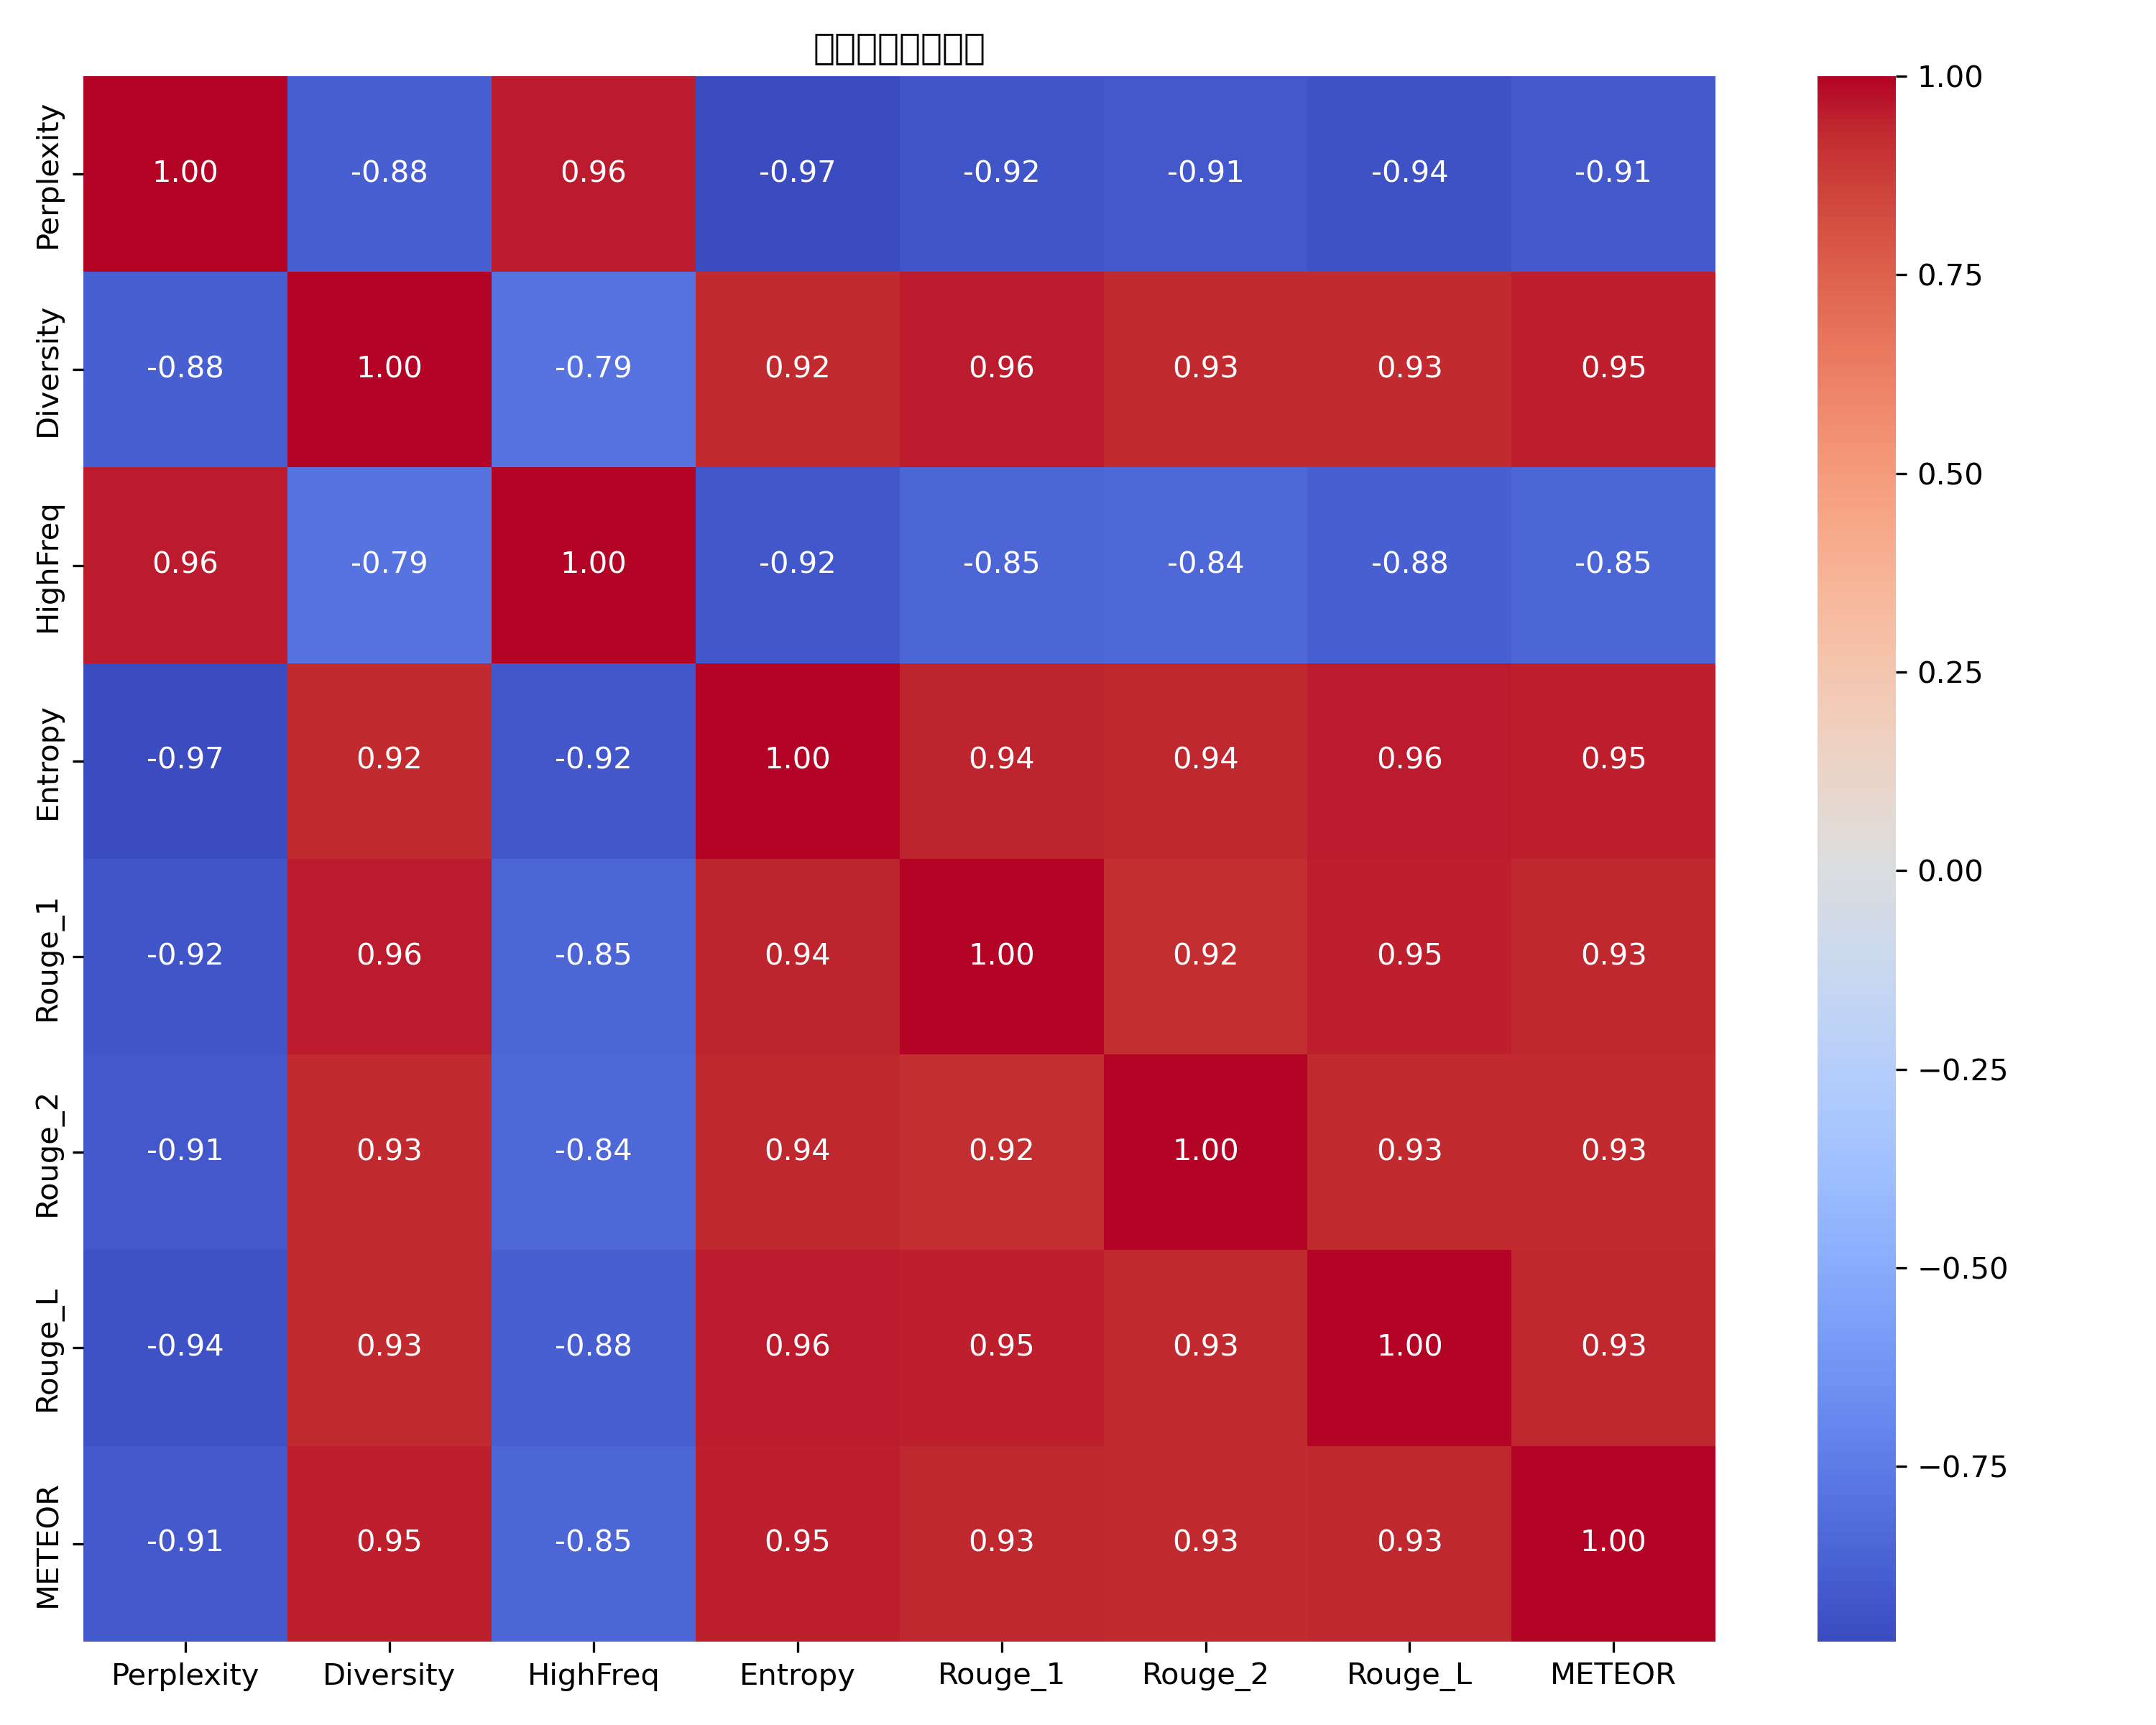 Perplexity 1.00 -0.88 0.96 -0.97 -0.92 -0.91 -0.94 -0.91
Diversity -0.88 1.00 -0.79 0.92 0.96 0.93 0.93 0.95
HighFreq 0.96 -0.79 1.00 -0.92 -0.85 -0.84 -0.88 -0.85
Entropy -0.97 0.92 -0.92 1.00 0.94 0.94 0.96 0.95
Rouge_1 -0.92 0.96 -0.85 0.94 1.00 0.92 0.95 0.93
Rouge_2 -0.91 0.93 -0.84 0.94 0.92 1.00 0.93 0.93
Rouge_L -0.94 0.93 -0.88 0.96 0.95 0.93 1.00 0.93
METEOR -0.91 0.95 -0.85 0.95 0.93 0.93 0.93 1.00
Perplexity Diversity HighFreq Entropy Rouge_1 Rouge_2 Rouge_L METEOR
1.00
0.75
0.50
0.25
0.00
−0.25
−0.50
−0.75